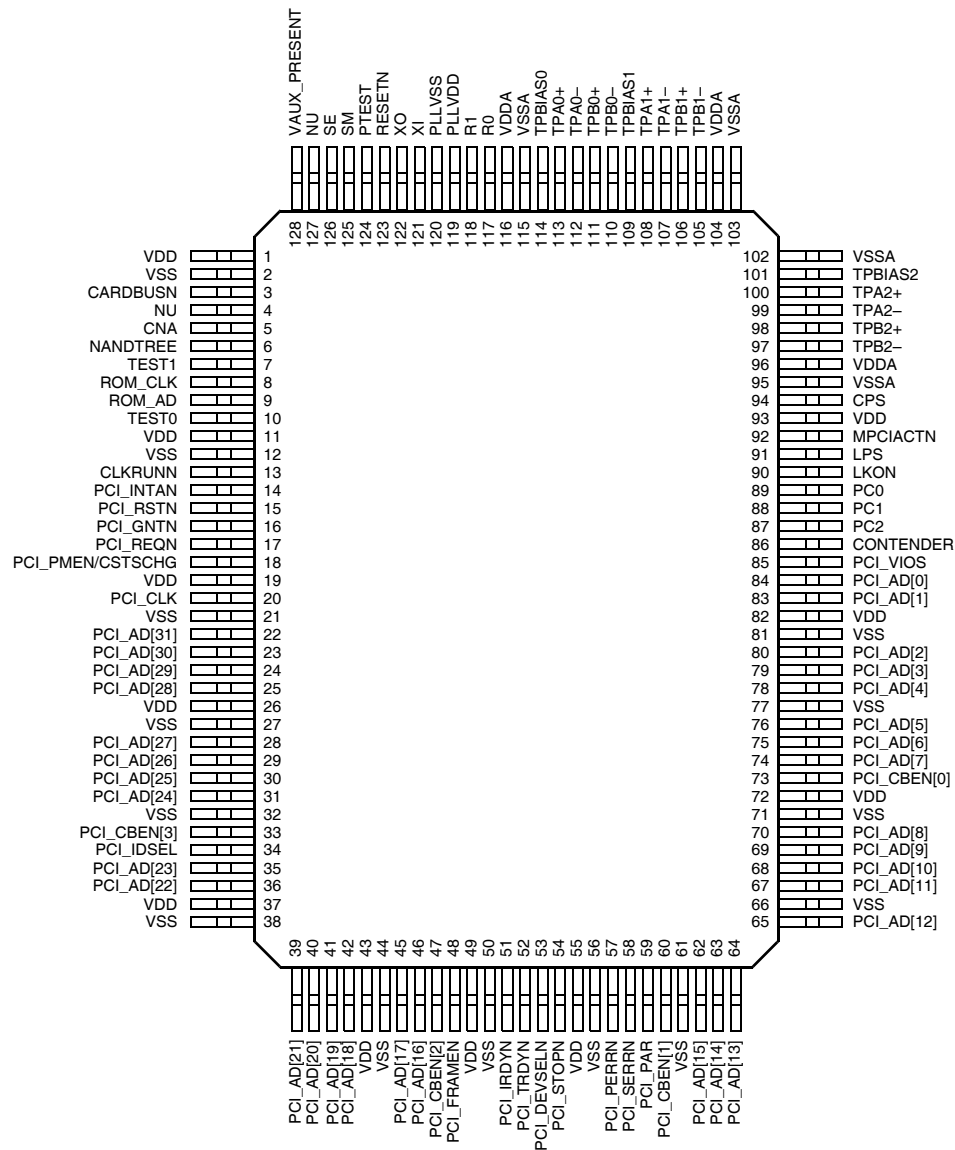 VAUX_PRESENT
NU
SE
SM
PTEST
RESETN
XO
XI
PLLVSS
PLLVDD
R1
R0
VDDA
VSSA
TPBIAS0
TPA0+
TPA0–
TPB0+
TPB0–
TPBIAS1
TPA1+
TPA1–
TPB1+
TPB1–
VDDA
VSSA
128
127
126
125
124
123
122
121
120
119
118
117
116
115
114
113
112
111
110
109
108
107
106
105
104
103
VDD 1
VSS 2
CARDBUSN 3
NU 4
CNA 5
NANDTREE 6
TEST1 7
ROM_CLK 8
ROM_AD 9
TEST0 10
VDD 11
VSS 12
CLKRUNN 13
PCI_INTAN 14
PCI_RSTN 15
PCI_GNTN 16
PCI_REQN 17
PCI_PMEN/CSTSCHG 18
VDD 19
PCI_CLK 20
VSS 21
PCI_AD[31] 22
PCI_AD[30] 23
PCI_AD[29] 24
PCI_AD[28] 25
VDD 26
VSS 27
PCI_AD[27] 28
PCI_AD[26] 29
PCI_AD[25] 30
PCI_AD[24] 31
VSS 32
PCI_CBEN[3] 33
PCI_IDSEL 34
PCI_AD[23] 35
PCI_AD[22] 36
VDD 37
VSS 38
102 VSSA
101 TPBIAS2
100 TPA2+
99 TPA2–
98 TPB2+
97 TPB2–
96 VDDA
95 VSSA
94 CPS
93 VDD
92 MPCIACTN
91 LPS
90 LKON
89 PC0
88 PC1
87 PC2
86 CONTENDER
85 PCI_VIOS
84 PCI_AD[0]
83 PCI_AD[1]
82 VDD
81 VSS
80 PCI_AD[2]
79 PCI_AD[3]
78 PCI_AD[4]
77 VSS
76 PCI_AD[5]
75 PCI_AD[6]
74 PCI_AD[7]
73 PCI_CBEN[0]
72 VDD
71 VSS
70 PCI_AD[8]
69 PCI_AD[9]
68 PCI_AD[10]
67 PCI_AD[11]
66 VSS
65 PCI_AD[12]
39
40
41
42
43
44
45
46
47
48
49
50
51
52
53
54
55
56
57
58
59
60
61
62
63
64
PCI_AD[21]
PCI_AD[20]
PCI_AD[19]
PCI_AD[18]
VDD
VSS
PCI_AD[17]
PCI_AD[16]
PCI_CBEN[2]
PCI_FRAMEN
VDD
VSS
PCI_IRDYN
PCI_TRDYN
PCI_DEVSELN
PCI_STOPN
VDD
VSS
PCI_PERRN
PCI_SERRN
PCI_PAR
PCI_CBEN[1]
VSS
PCI_AD[15]
PCI_AD[14]
PCI_AD[13]